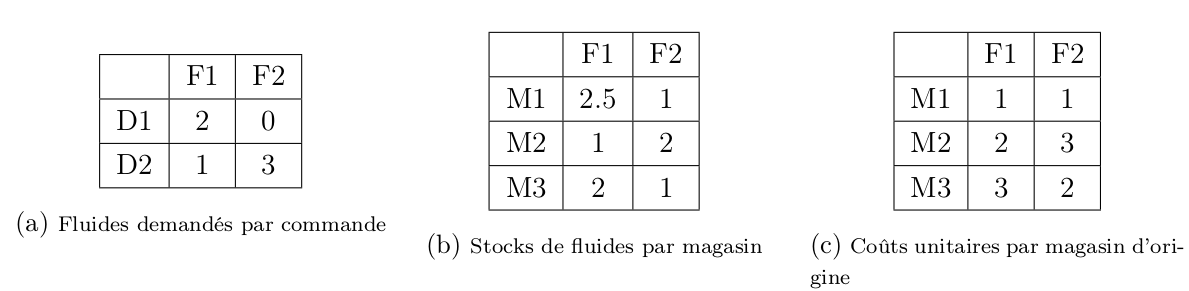 F1 F2
D1 2 0
D2 1 3
(a) Fluides demandés par commande
F1 F2
M1 2.5 1
M2 1 2
M3 2 1
(b) Stocks de fluides par magasin
F1 F2
M1 1 1
M2 2 3
M3 3 2
(c) Coûts unitaires par magasin d'ori-
gine